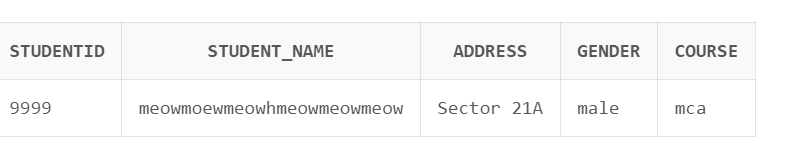 STUDENTID STUDENT_NAME ADDRESS GENDER COURSE
9999 meowmoewmeowhmeowmeowmeow Sector 21A male mca